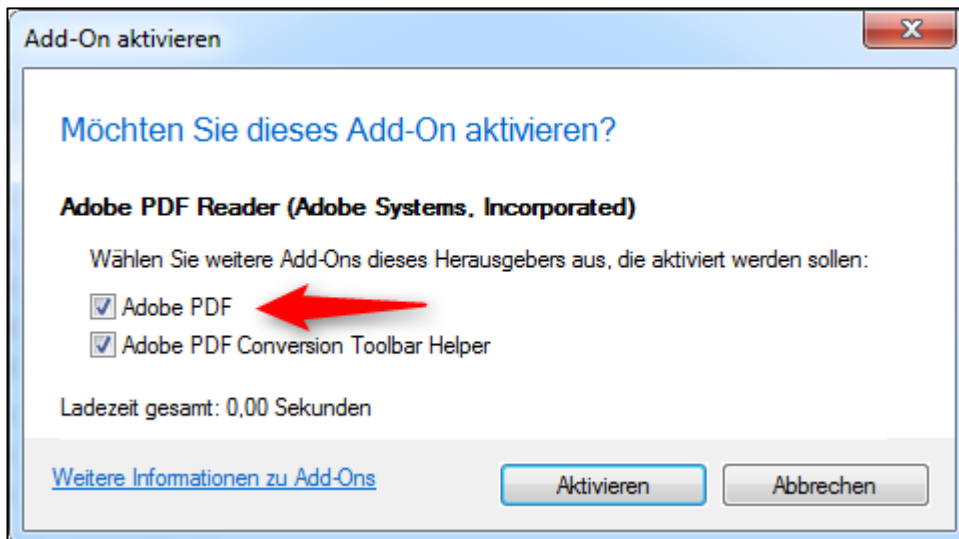 Add-On aktivieren
Möchten Sie dieses Add-On aktivieren?
Adobe PDF Reader (Adobe Systems, Incorporated)
Wählen Sie weitere Add-Ons dieses Herausgebers aus, die aktiviert werden sollen:
Adobe PDF
Adobe PDF Conversion Toolbar Helper
Ladezeit gesamt: 0,00 Sekunden
Weitere Informationen zu Add-Ons
Aktivieren
Abbrechen